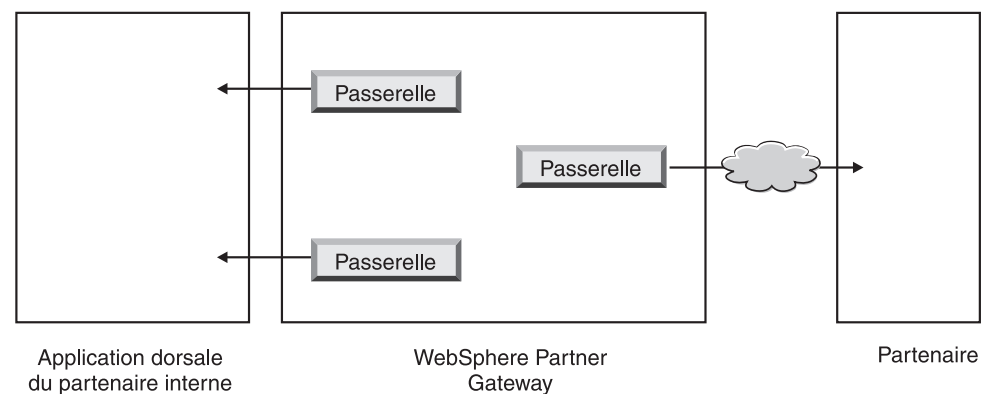 Passerelle
Passerelle
Passerelle
Application dorsale
du partenaire interne
WebSphere Partner
Gateway
Partenaire